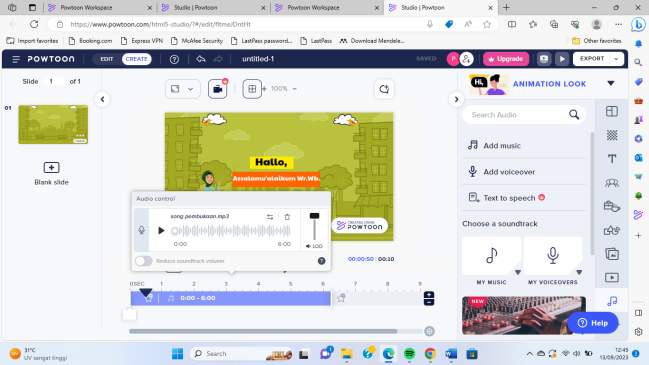 Powtoon Workspace
Studio | Powtoon
Powtoon Workspace
Studio | Powtoon
https://www.powtoon.com/html5-studio/?#/edit/fItmeIDntHt
Import favorites
Booking.com
Express VPN
McAfee Security
LastPass password...
LastPass
Download Mendele...
Other favorites
POWTOON
EDIT
CREATE
untitled-1
SAVED
P
Upgrade
EXPORT
Slide 1 of 1
100%
Hi,
ANIMATION LOOK
01
Search Audio
Add music
Hallo,
Assalamu'alaikum Wr.Wb.
Add voiceover
Blank slide
Text to speech
Audio control
song pembukaan.mp3
CREATED USING
POWTOON
Choose a soundtrack
0:00
6:00
100
Reduce soundtrack volume
00:00:50 : 00:10
MY MUSIC
MY VOICEOVERS
0SEC 1 2 3 4 5 6 7 8 9
0:00 - 6:00
NEW
Help
31°C
UV sangat tinggi
Search
12:45
13/09/2023